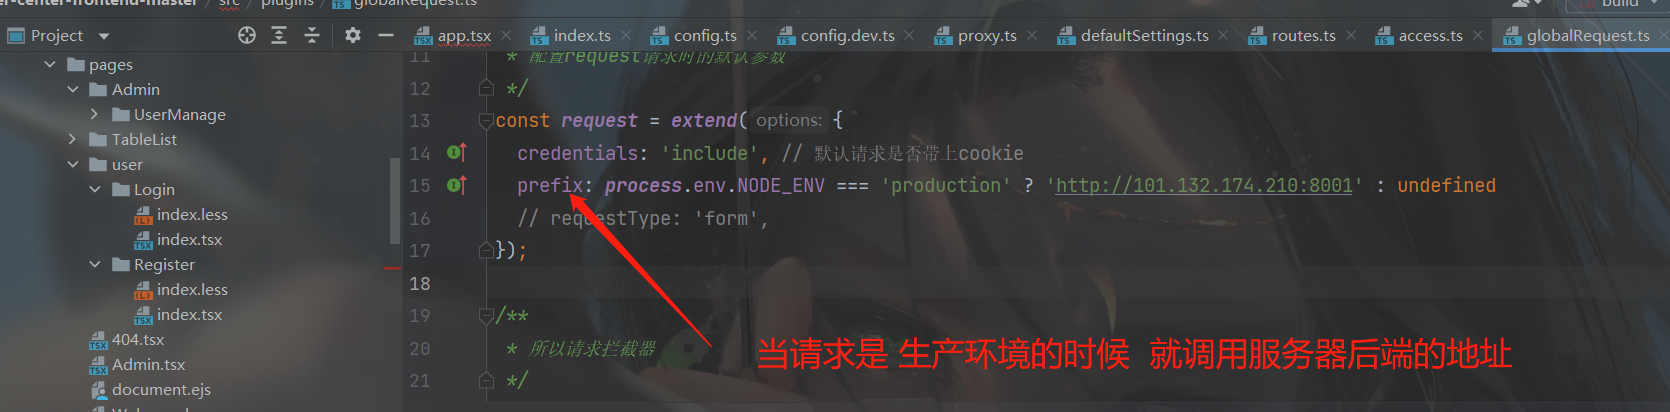 er-center-frontend-master / src / plugins / globalRequest.ts
build
Project
app.tsx index.ts config.ts config.dev.ts proxy.ts defaultSettings.ts routes.ts access.ts globalRequest.ts
pages
Admin
UserManage
TableList
user
Login
index.less
index.tsx
Register
index.less
index.tsx
404.tsx
Admin.tsx
document.ejs
11 * 配置request请求时的默认参数
12 */
13 const request = extend( options: {
14 credentials: 'include', // 默认请求是否带上cookie
15 prefix: process.env.NODE_ENV === 'production' ? 'http://101.132.174.210:8001' : undefined
16 // requestType: 'form',
17 });
18
19 /**
20 * 所以请求拦截器
21 */
当请求是 生产环境的时候 就调用服务器后端的地址